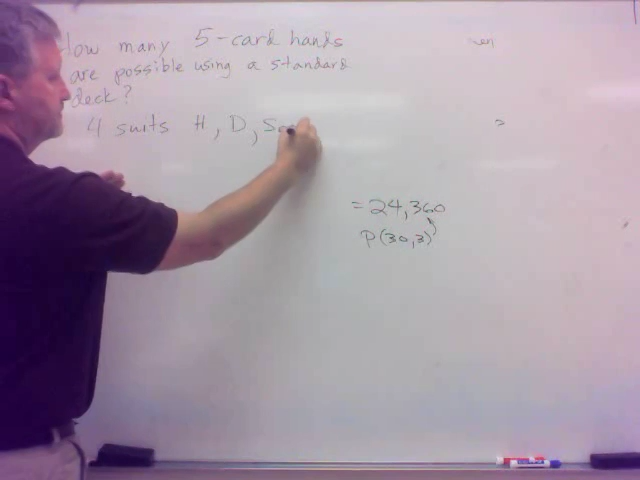 How many 5-card hands
are possible using a standard
deck?
4 suits H, D, S
= 24,360
P(30,3)